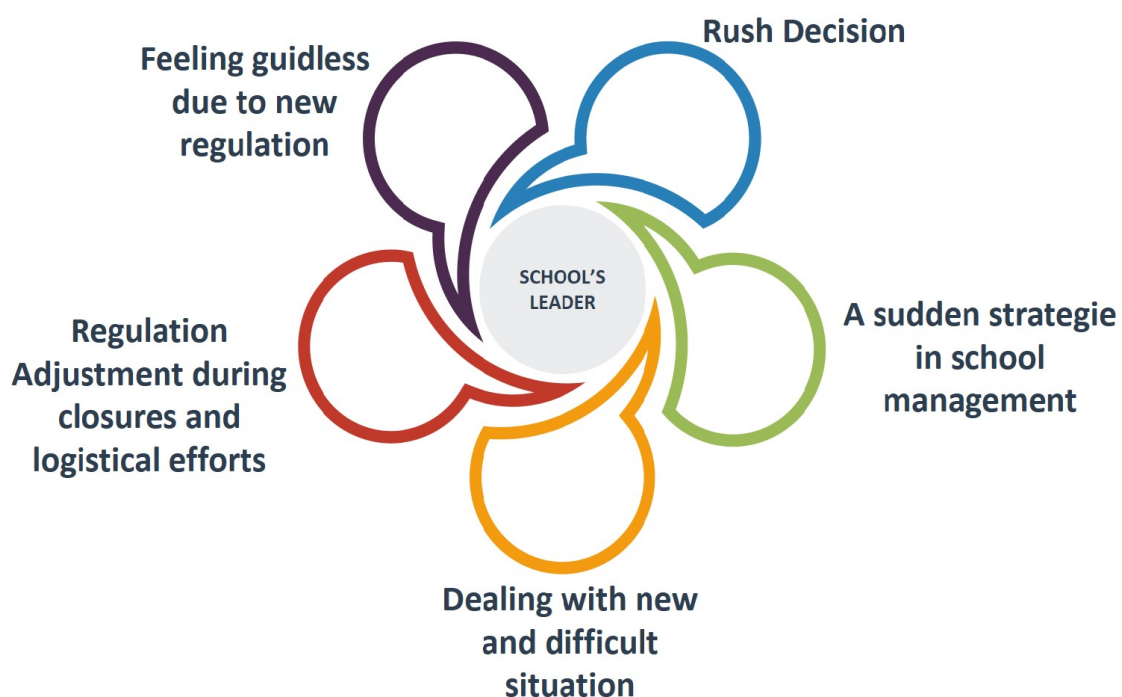 Rush Decision
Feeling guidless
due to new
regulation
SCHOOL'S
LEADER
A sudden strategie
in school
management
Regulation
Adjustment during
closures and
logistical efforts
Dealing with new
and difficult
situation